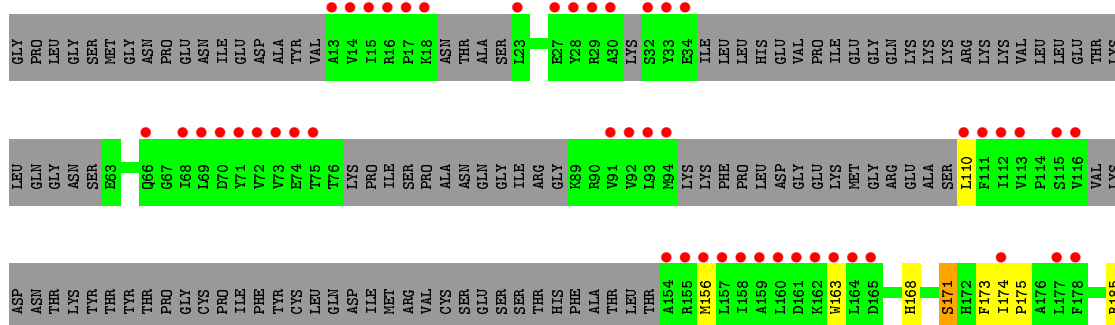 GLY PRO LEU GLY SER MET GLY ASN PRO GLU ASN ILE GLU ASP ALA TYR VAL A13 V14 I15 R16 P17 K18 ASN THR ALA SER L23 E27 Y28 R29 A30 LYS S32 Y33 E34 ILE LEU LEU HIS GLU VAL PRO ILE GLU GLY GLN LYS LYS LYS ARG LYS LYS VAL LEU LEU GLU THR LYS
LEU GLN GLY ASN SER E63 Q66 G67 I68 L69 D70 Y71 V72 V73 E74 T75 T76 LYS PRO ILE SER PRO ALA ASN GLN GLY ILE ARG GLY K89 R90 V91 V92 L93 M94 LYS LYS PHE PRO LEU ASP GLY GLU LYS MET GLY ARG GLU ALA SER L110 F111 I112 V113 P114 S115 V116 VAL LYS
ASP ASN THR LYS TYR THR TYR THR PRO GLY CYS PRO ILE PHE TYR CYS LEU GLN ASP ILE MET ARG VAL CYS SER GLU SER SER THR HIS PHE ALA THR LEU THR A154 R155 M156 L157 I158 A159 D161 K162 W163 L164 D165 H168 S171 H172 F173 I174 P175 A176 L177 F178